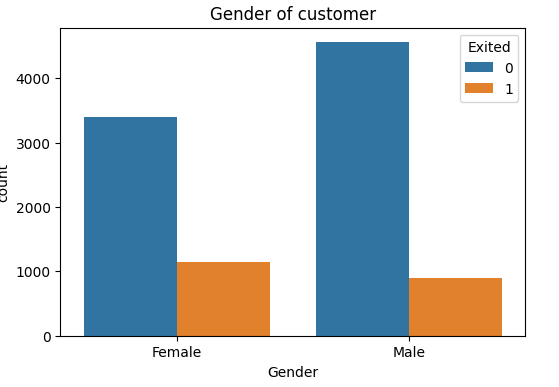 Gender of customer
Exited
0
1
4000
3000
2000
1000
0
count
Female
Male
Gender